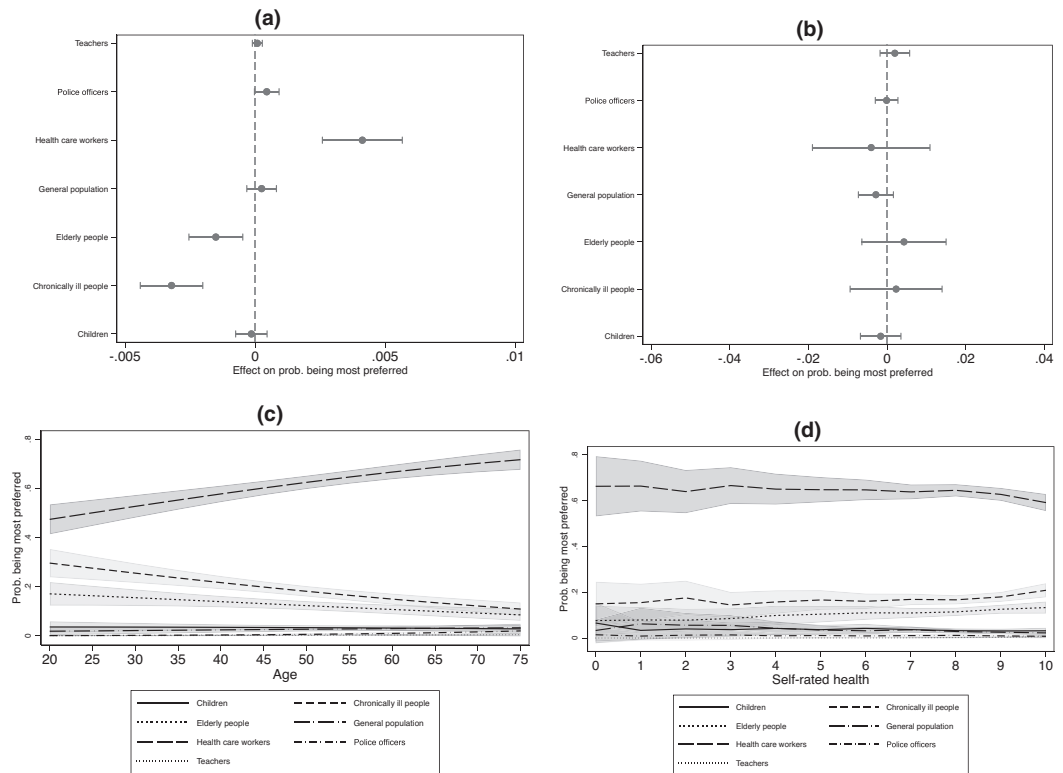 (a)
Teachers
Police officers
Health care workers
General population
Elderly people
Chronically ill people
Children
-.005 0 .005 .01
Effect on prob. being most preferred
(b)
Teachers
Police officers
Health care workers
General population
Elderly people
Chronically ill people
Children
-.06 -.04 -.02 0 .02 .04
Effect on prob. being most preferred
(c)
Prob. being most preferred
.8
.6
.4
.2
0
20 25 30 35 40 45 50 55 60 65 70 75
Age
Children Chronically ill people
Elderly people General population
Health care workers Police officers
Teachers
(d)
Prob. being most preferred
.8
.6
.4
.2
0
0 1 2 3 4 5 6 7 8 9 10
Self-rated health
Children Chronically ill people
Elderly people General population
Health care workers Police officers
Teachers